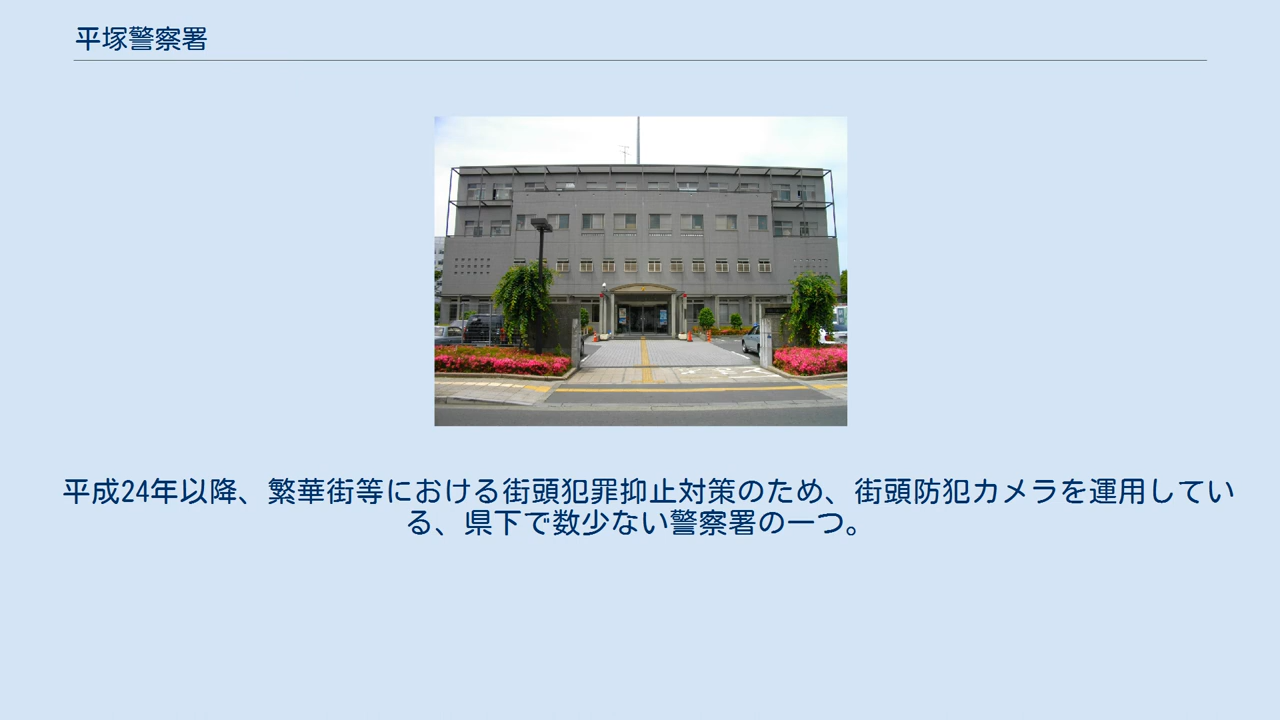 平塚警察署
平成24年以降、繁華街等における街頭犯罪抑止対策のため、街頭防犯カメラを運用してい
る、県下で数少ない警察署の一つ。